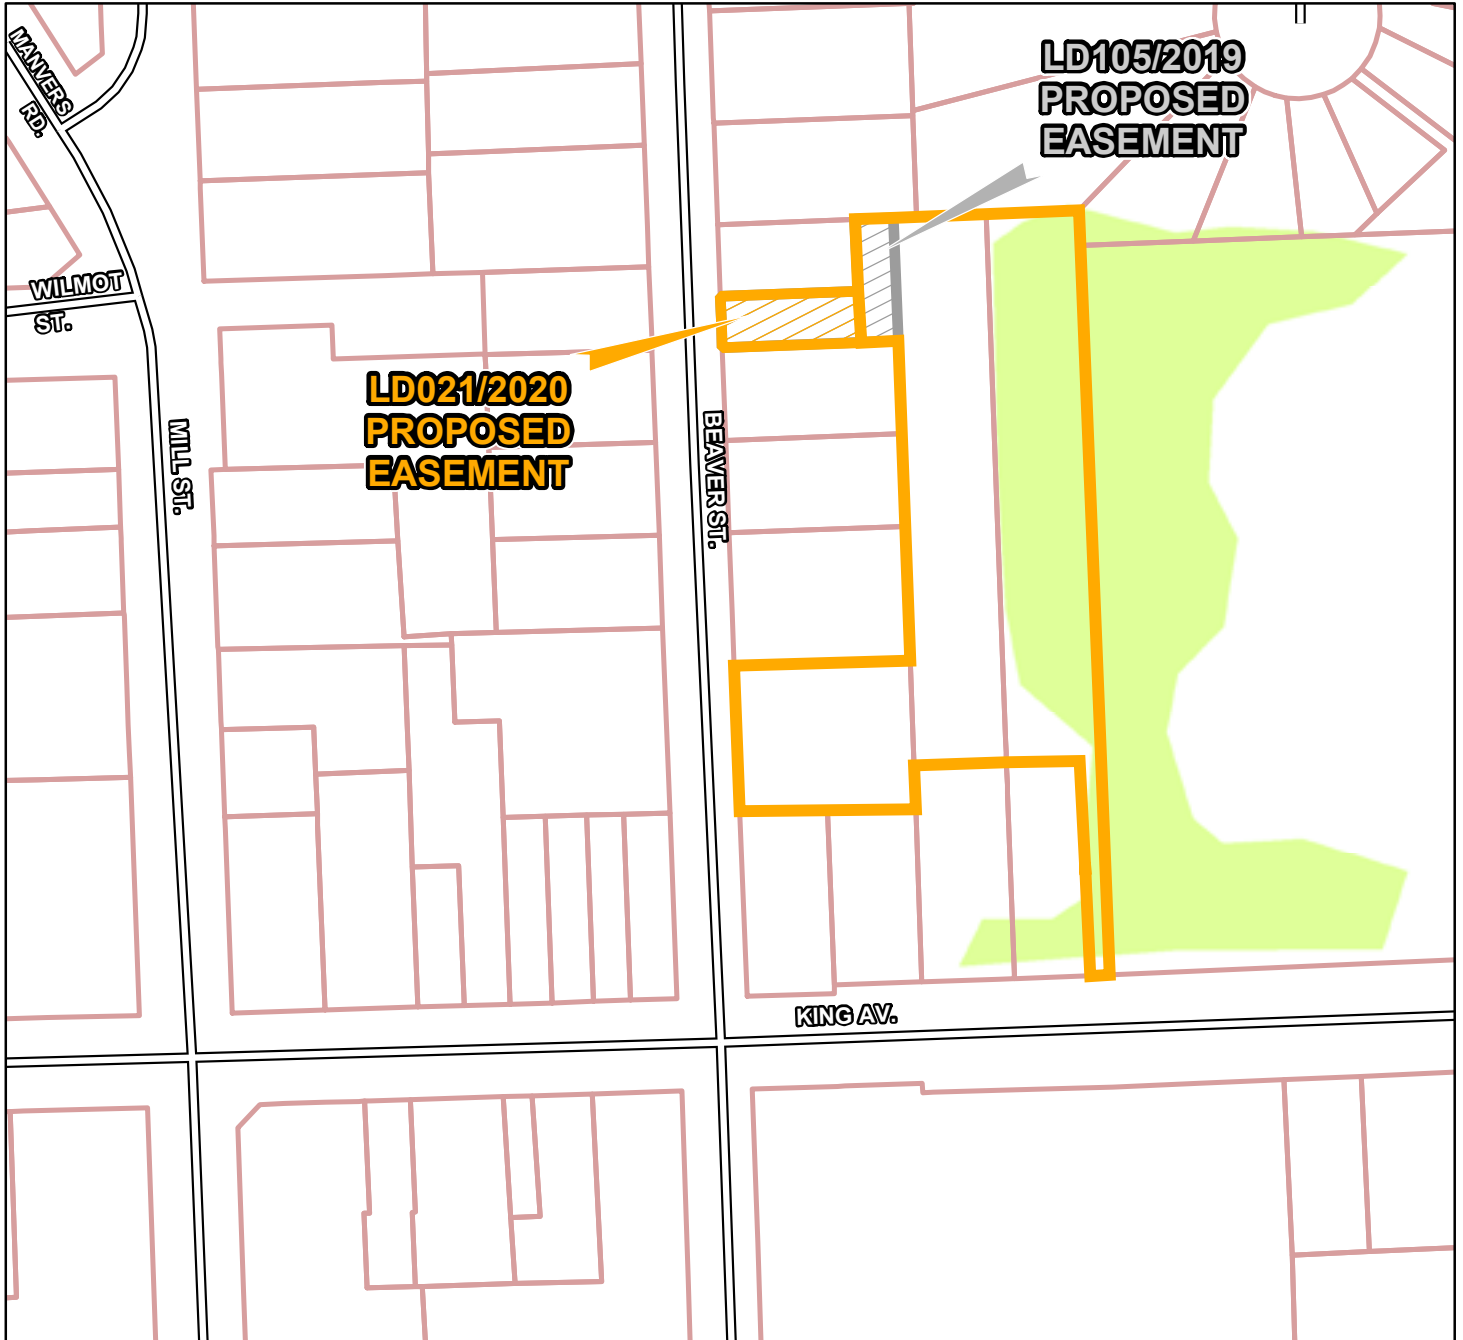 MANVERS
RD.
LD105/2019
PROPOSED
EASEMENT
WILMOT
ST.
LD021/2020
PROPOSED
EASEMENT
MILL ST.
BEAVER ST.
KING AV.